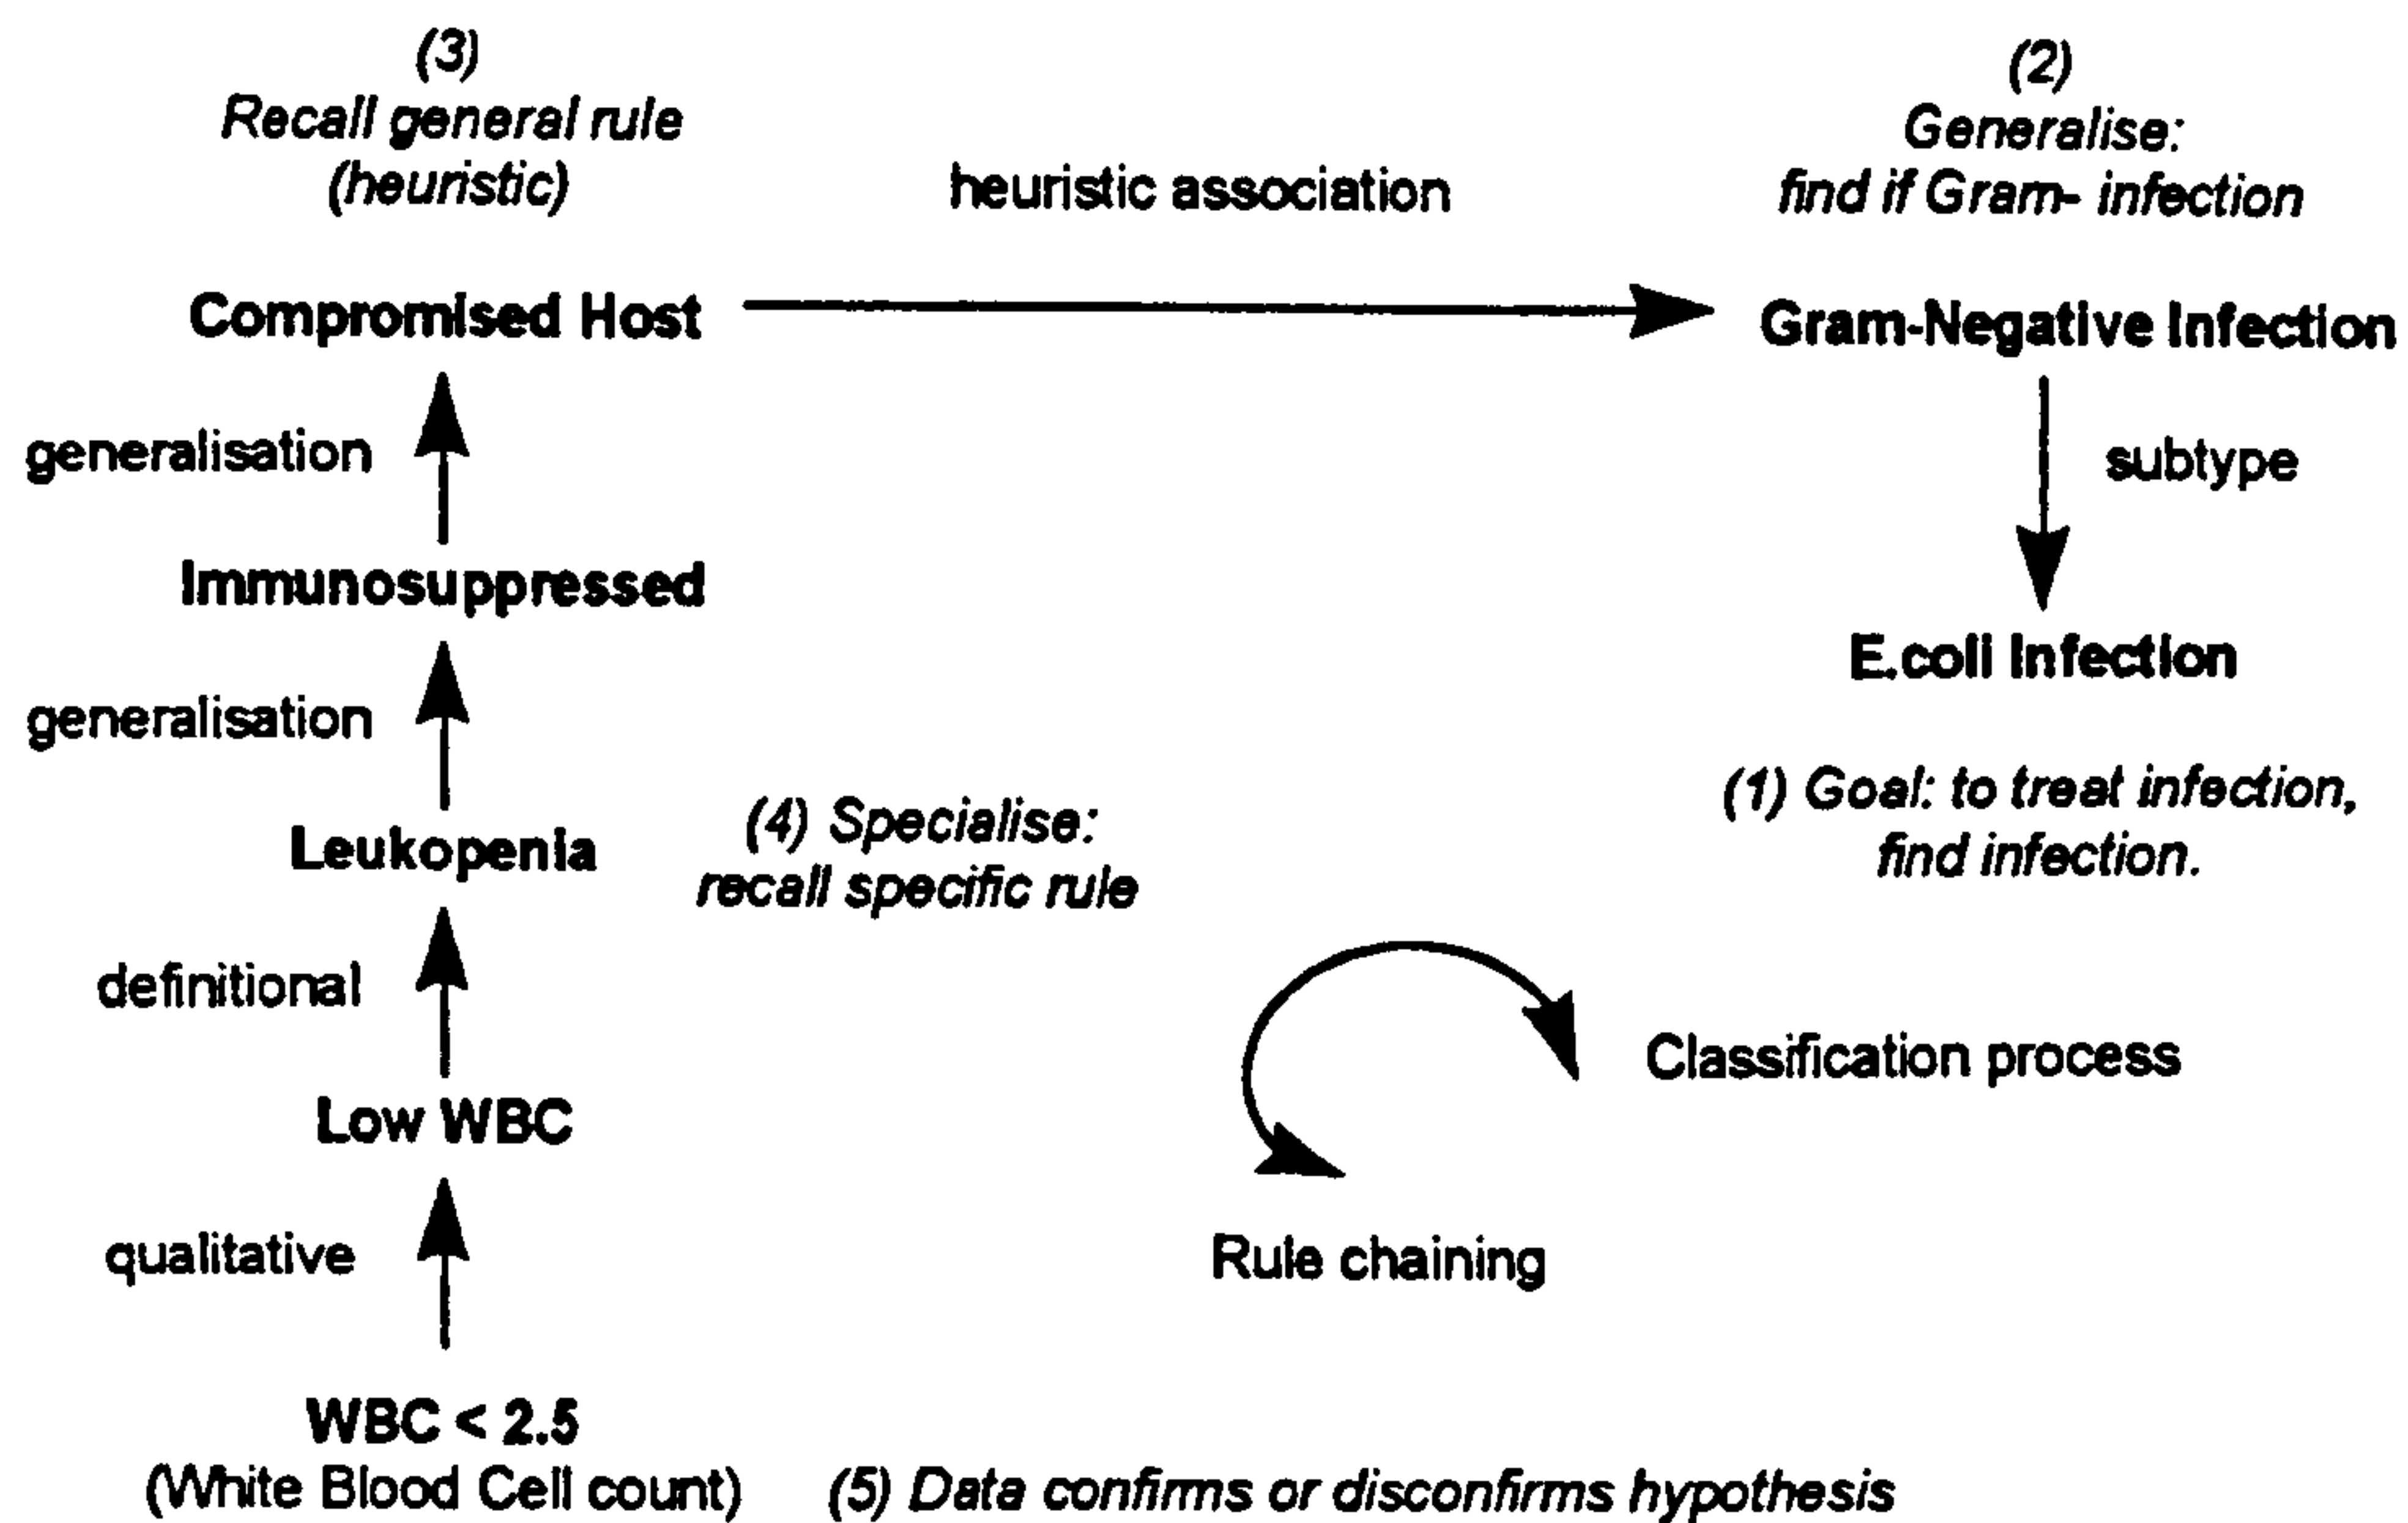 (3)
Recall general rule
(heuristic)
heuristic association
(2)
Generalise:
find if Gram- infection
Compromised Host
Gram-Negative Infection
generalisation
subtype
Immunosuppressed
E.coli Infection
generalisation
(1) Goal: to treat infection,
find infection.
Leukopenia
(4) Specialise:
recall specific rule
definitional
Classification process
Low WBC
qualitative
Rule chaining
WBC < 2.5
(White Blood Cell count)
(5) Data confirms or disconfirms hypothesis